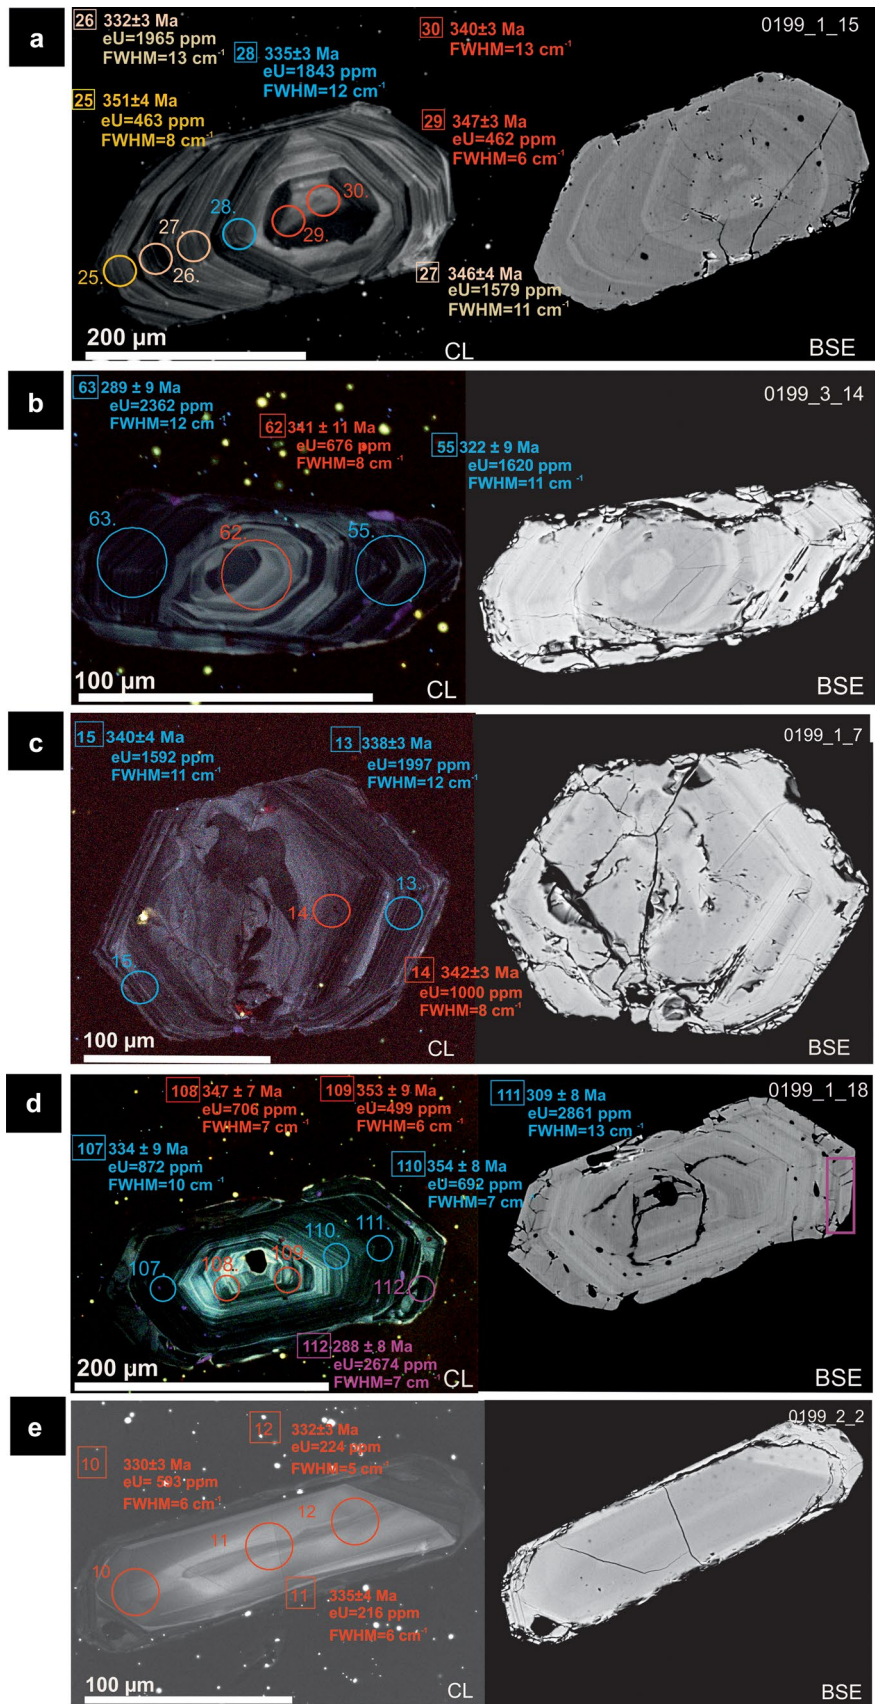 a
26 332±3 Ma
eU=1965 ppm
FWHM=13 cm⁻¹
28 335±3 Ma
eU=1843 ppm
FWHM=12 cm⁻¹
30 340±3 Ma
FWHM=13 cm⁻¹
0199_1_15
25 351±4 Ma
eU=463 ppm
FWHM=8 cm⁻¹
29 347±3 Ma
eU=462 ppm
FWHM=6 cm⁻¹
30.
28.
29.
27.
26.
25.
27 346±4 Ma
eU=1579 ppm
FWHM=11 cm⁻¹
200 µm
CL
BSE
b
63 289 ± 9 Ma
eU=2362 ppm
FWHM=12 cm⁻¹
62 341 ± 11 Ma
eU=676 ppm
FWHM=8 cm⁻¹
55 322 ± 9 Ma
eU=1620 ppm
FWHM=11 cm⁻¹
0199_3_14
63.
62.
55.
100 µm
CL
BSE
c
15 340±4 Ma
eU=1592 ppm
FWHM=11 cm⁻¹
13 338±3 Ma
eU=1997 ppm
FWHM=12 cm⁻¹
0199_1_7
13.
14.
15.
14 342±3 Ma
eU=1000 ppm
FWHM=8 cm⁻¹
100 µm
CL
BSE
d
108 347 ± 7 Ma
eU=706 ppm
FWHM=7 cm⁻¹
109 353 ± 9 Ma
eU=499 ppm
FWHM=6 cm⁻¹
111 309 ± 8 Ma
eU=2861 ppm
FWHM=13 cm⁻¹
0199_1_18
107 334 ± 9 Ma
eU=872 ppm
FWHM=10 cm⁻¹
110 354 ± 8 Ma
eU=692 ppm
FWHM=7 cm
107.
108.
109
110.
111.
112.
112 288 ± 8 Ma
eU=2674 ppm
FWHM=7 cm⁻¹
200 µm
CL
BSE
e
10 330±3 Ma
eU= 593 ppm
FWHM=6 cm⁻¹
12 332±3 Ma
eU=224 ppm
FWHM=5 cm⁻¹
0199_2_2
12
11
10
11 335±4 Ma
eU=216 ppm
FWHM=6 cm⁻¹
100 µm
CL
BSE